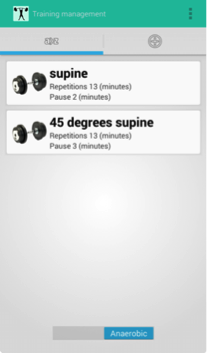 Training management
supine
Repetitions 13 (minutes)
Pause 2 (minutes)
45 degrees supine
Repetitions 13 (minutes)
Pause 3 (minutes)
Anaerobic